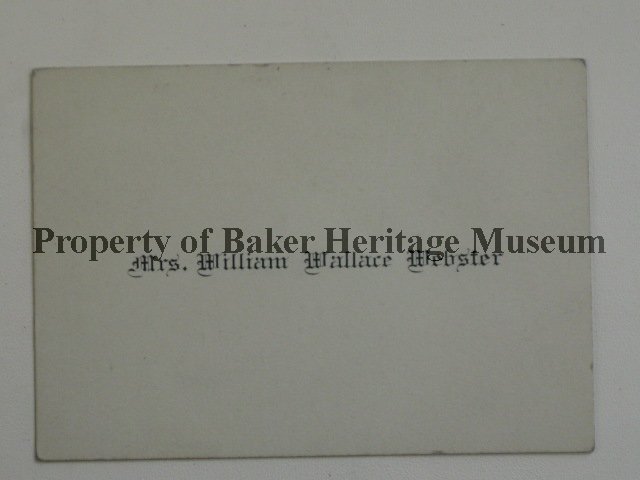 Property of Baker Heritage Museum
Mrs. William Wallace Webster